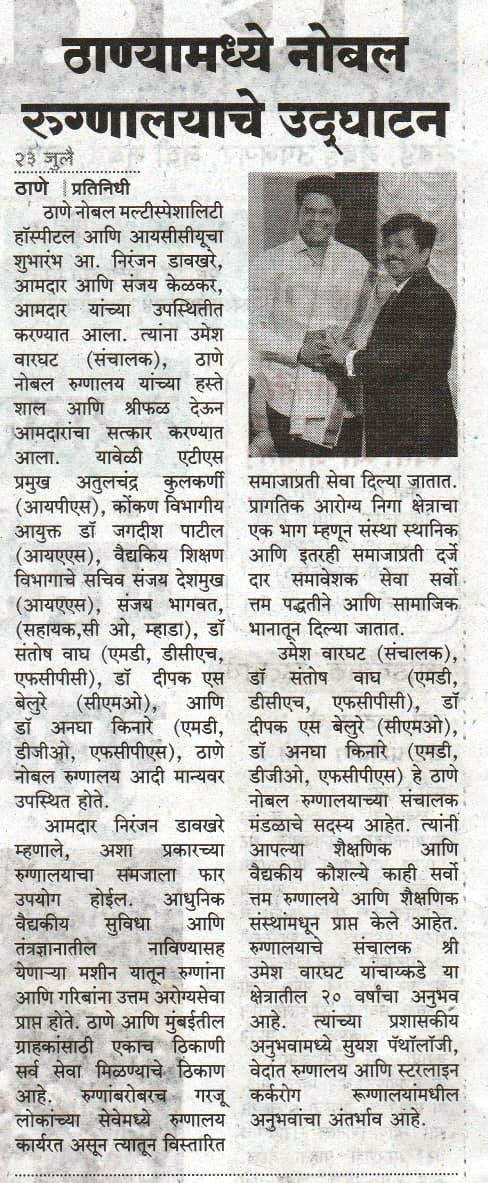 ठाण्यामध्ये नोबल
रुग्णालयाचे उद्‌घाटन
२३ जुलै
ठाणे | प्रतिनिधी
ठाणे नोबल मल्टीस्पेशालिटी
हॉस्पीटल आणि आयसीसीयूचा
शुभारंभ आ. निरंजन डावखरे,
आमदार आणि संजय केळकर,
आमदार यांच्या उपस्थितीत
करण्यात आला. त्यांना उमेश
वारघट (संचालक), ठाणे
नोबल रुग्णालय यांच्या हस्ते
शाल आणि श्रीफळ देऊन
आमदारांचा सत्कार करण्यात
आला. यावेळी एटीएस
प्रमुख अतुलचंद्र कुलकर्णी
(आयपीएस), कोंकण विभागीय
आयुक्त डॉ जगदीश पाटील
(आयएएस), वैद्यकिय शिक्षण
विभागाचे सचिव संजय देशमुख
(आयएएस), संजय भागवत,
(सहायक,सी ओ, म्हाडा), डॉ
संतोष वाघ (एमडी, डीसीएच,
एफसीपीसी), डॉ दीपक एस
बेलुरे (सीएमओ), आणि
डॉ अनघा किनारे (एमडी,
डीजीओ, एफसीपीएस), ठाणे
नोबल रुग्णालय आदी मान्यवर
उपस्थित होते.
आमदार निरंजन डावखरे
म्हणाले, अशा प्रकारच्या
रुग्णालयाचा समजाला फार
उपयोग होईल. आधुनिक
वैद्यकीय सुविधा आणि
तंत्रज्ञानातील नाविण्यासह
येणाऱ्या मशीन यातून रुग्णांना
आणि गरिबांना उत्तम अरोग्यसेवा
प्राप्त होते. ठाणे आणि मुंबईतील
ग्राहकांसाठी एकाच ठिकाणी
सर्व सेवा मिळण्याचे ठिकाण
आहे. रुग्णांबरोबरच गरजू
लोकांच्या सेवेमध्ये रुग्णालय
कार्यरत असून त्यातून विस्तारित
समाजाप्रती सेवा दिल्या जातात.
प्रागतिक आरोग्य निगा क्षेत्राचा
एक भाग म्हणून संस्था स्थानिक
आणि इतरही समाजाप्रती दर्जे
दार संमावेशक सेवा सर्वो
त्तम पद्धतीने आणि सामाजिक
भानातून दिल्या जातात.
उमेश वारघट (संचालक),
डॉ संतोष वाघ (एमडी,
डीसीएच, एफसीपीसी), डॉ
दीपक एस बेलुरे (सीएमओ),
डॉ अनघा किनारे (एमडी,
डीजीओ, एफसीपीएस) हे ठाणे
नोबल रुग्णालयाच्या संचालक
मंडळाचे सदस्य आहेत. त्यांनी
आपल्या शैक्षणिक आणि
वैद्यकीय कौशल्ये काही सर्वो
त्तम रुग्णालये आणि शैक्षणिक
संस्थांमधून प्राप्त केले आहेत.
रुग्णालयाचे संचालक श्री
उमेश वारघट यांचाय्कडे या
क्षेत्रातील २० वर्षांचा अनुभव
आहे. त्यांच्या प्रशासकीय
अनुभवामध्ये सुयश पॅथॉलॉजी,
वेदांत रुग्णालय आणि स्टरलाइन
कर्करोग रूग्णालयांमधील
अनुभवांचा अंतर्भाव आहे.